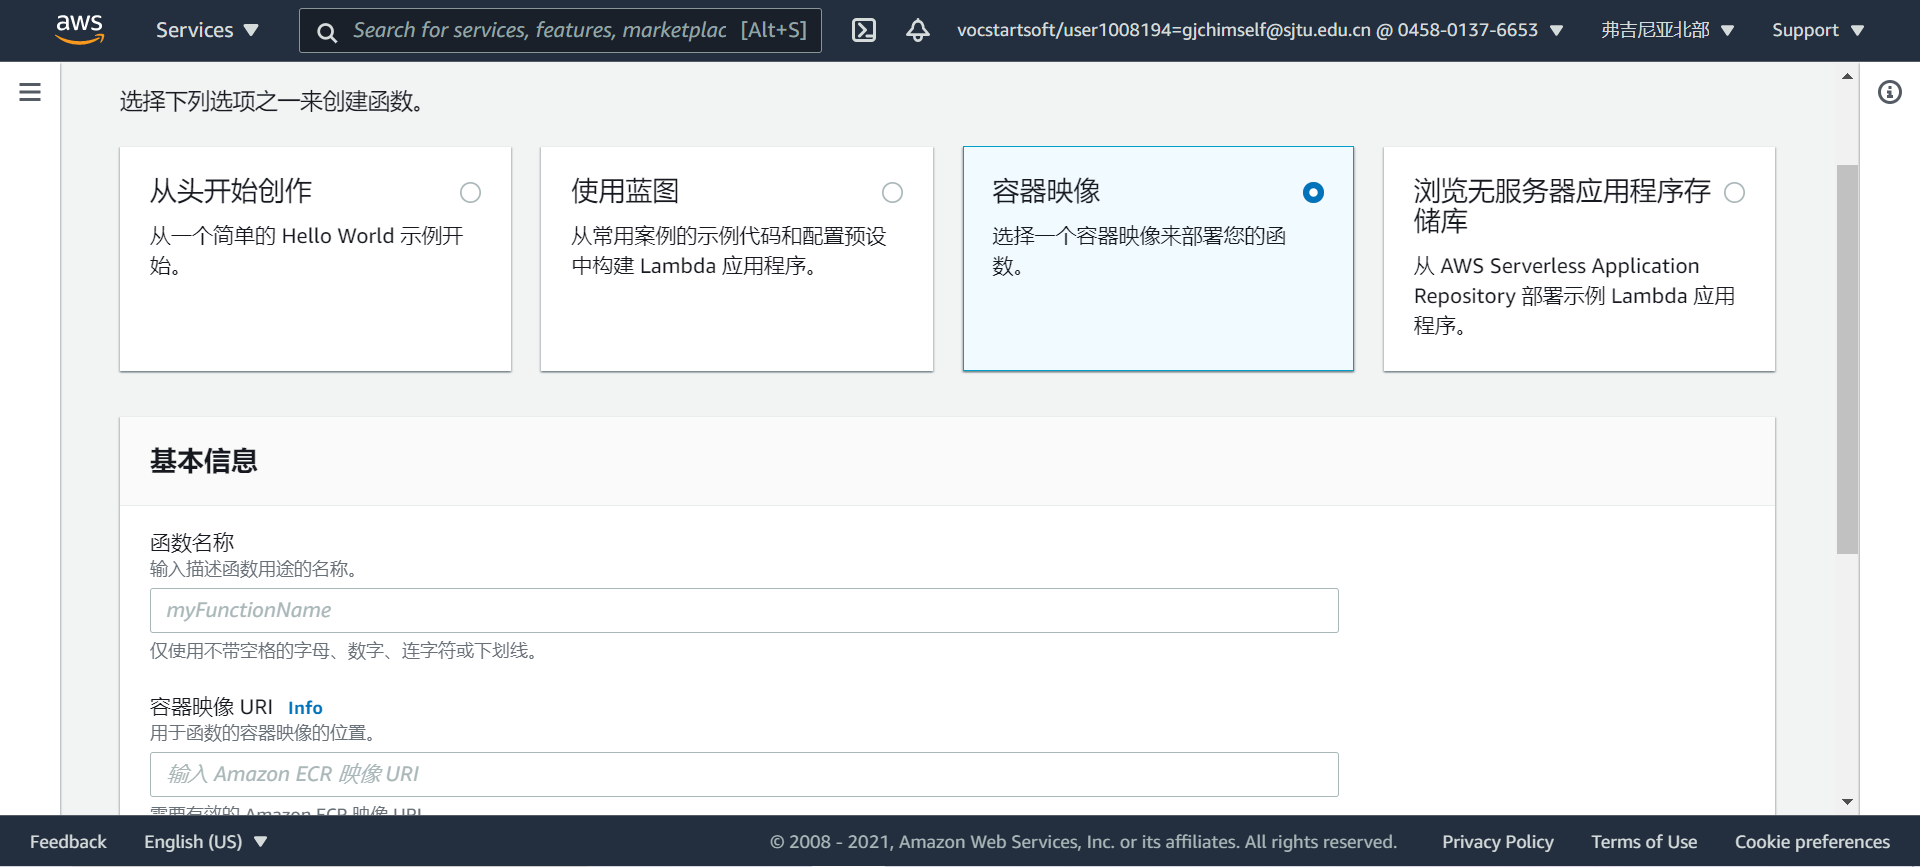 aws
Services
Search for services, features, marketplac [Alt+S]
vocstartsoft/user1008194=gjchimself@sjtu.edu.cn @ 0458-0137-6653
弗吉尼亚北部
Support
选择下列选项之一来创建函数。
从头开始创作
从一个简单的 Hello World 示例开
始。
使用蓝图
从常用案例的示例代码和配置预设
中构建 Lambda 应用程序。
容器映像
选择一个容器映像来部署您的函
数。
浏览无服务器应用程序存
储库
从 AWS Serverless Application
Repository 部署示例 Lambda 应用
程序。
基本信息
函数名称
输入描述函数用途的名称。
myFunctionName
仅使用不带空格的字母、数字、连字符或下划线。
容器映像 URI Info
用于函数的容器映像的位置。
输入 Amazon ECR 映像 URI
需要有效的 Amazon ECR 映像 URI
Feedback
English (US)
© 2008 - 2021, Amazon Web Services, Inc. or its affiliates. All rights reserved.
Privacy Policy
Terms of Use
Cookie preferences